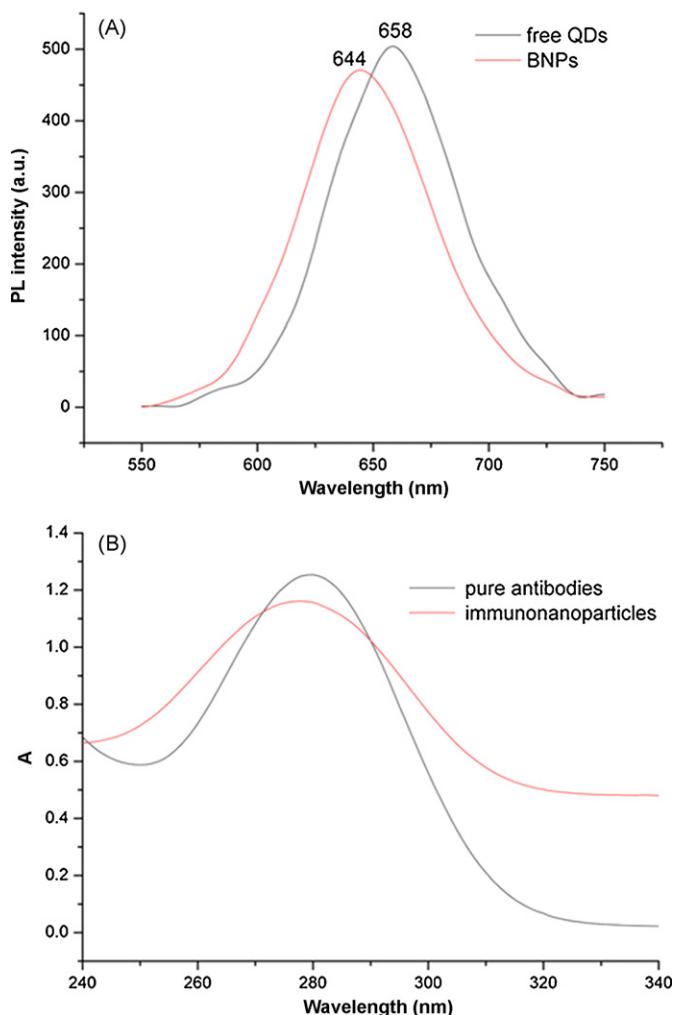 (A)
658
644
free QDs
BNPs
500
400
300
200
100
0
PL intensity (a.u.)
550 600 650 700 750
Wavelength (nm)
(B)
pure antibodies
immunonanoparticles
1.4
1.2
1.0
0.8
0.6
0.4
0.2
0.0
A
240 260 280 300 320 340
Wavelength (nm)